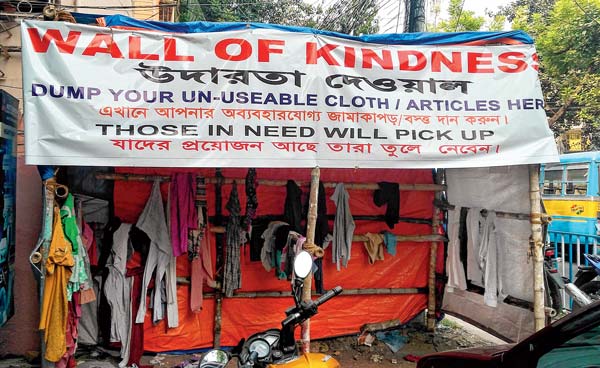 WALL OF KINDNESS
উদারতা দেওয়াল
DUMP YOUR UN-USEABLE CLOTH / ARTICLES HER
এখানে আপনার অব্যবহারযোগ্য জামাকাপড়/বস্ত দান করুন।
THOSE IN NEED WILL PICK UP
যাদের প্রয়োজন আছে তারা তুলে নেবেন।